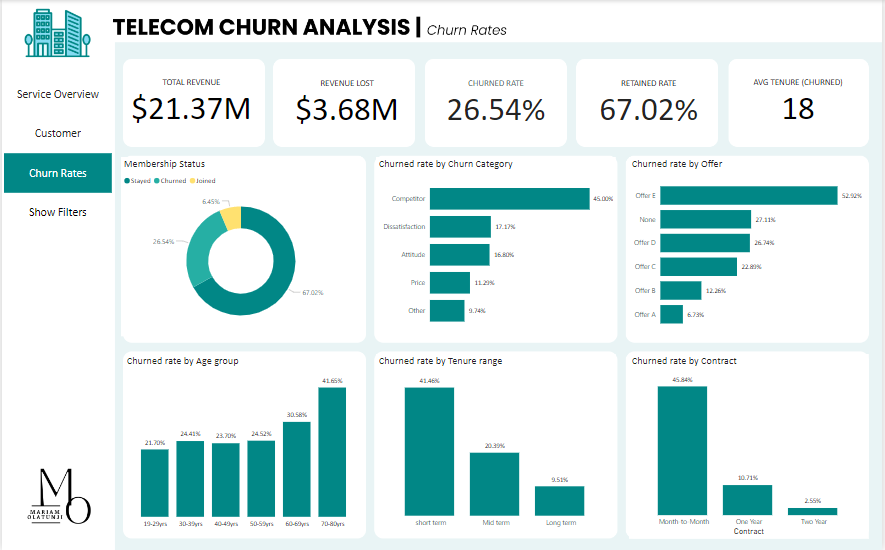 TELECOM CHURN ANALYSIS | Churn Rates
Service Overview
Customer
Churn Rates
Show Filters
MO
MARIAM
OLATUNJI
TOTAL REVENUE
$21.37M
REVENUE LOST
$3.68M
CHURNED RATE
26.54%
RETAINED RATE
67.02%
AVG TENURE (CHURNED)
18
Membership Status
Stayed Churned Joined
6.45%
26.54%
67.02%
Churned rate by Churn Category
Competitor 45.00%
Dissatisfaction 17.17%
Attitude 16.80%
Price 11.29%
Other 9.74%
Churned rate by Offer
Offer E 52.92%
None 27.11%
Offer D 26.74%
Offer C 22.89%
Offer B 12.26%
Offer A 6.73%
Churned rate by Age group
21.70% 24.41% 23.70% 24.52% 30.58% 41.65%
19-29yrs 30-39yrs 40-49yrs 50-59yrs 60-69yrs 70-80yrs
Churned rate by Tenure range
41.46% 20.39% 9.51%
short term Mid term Long term
Churned rate by Contract
45.84% 10.71% 2.55%
Month-to-Month One Year Two Year
Contract